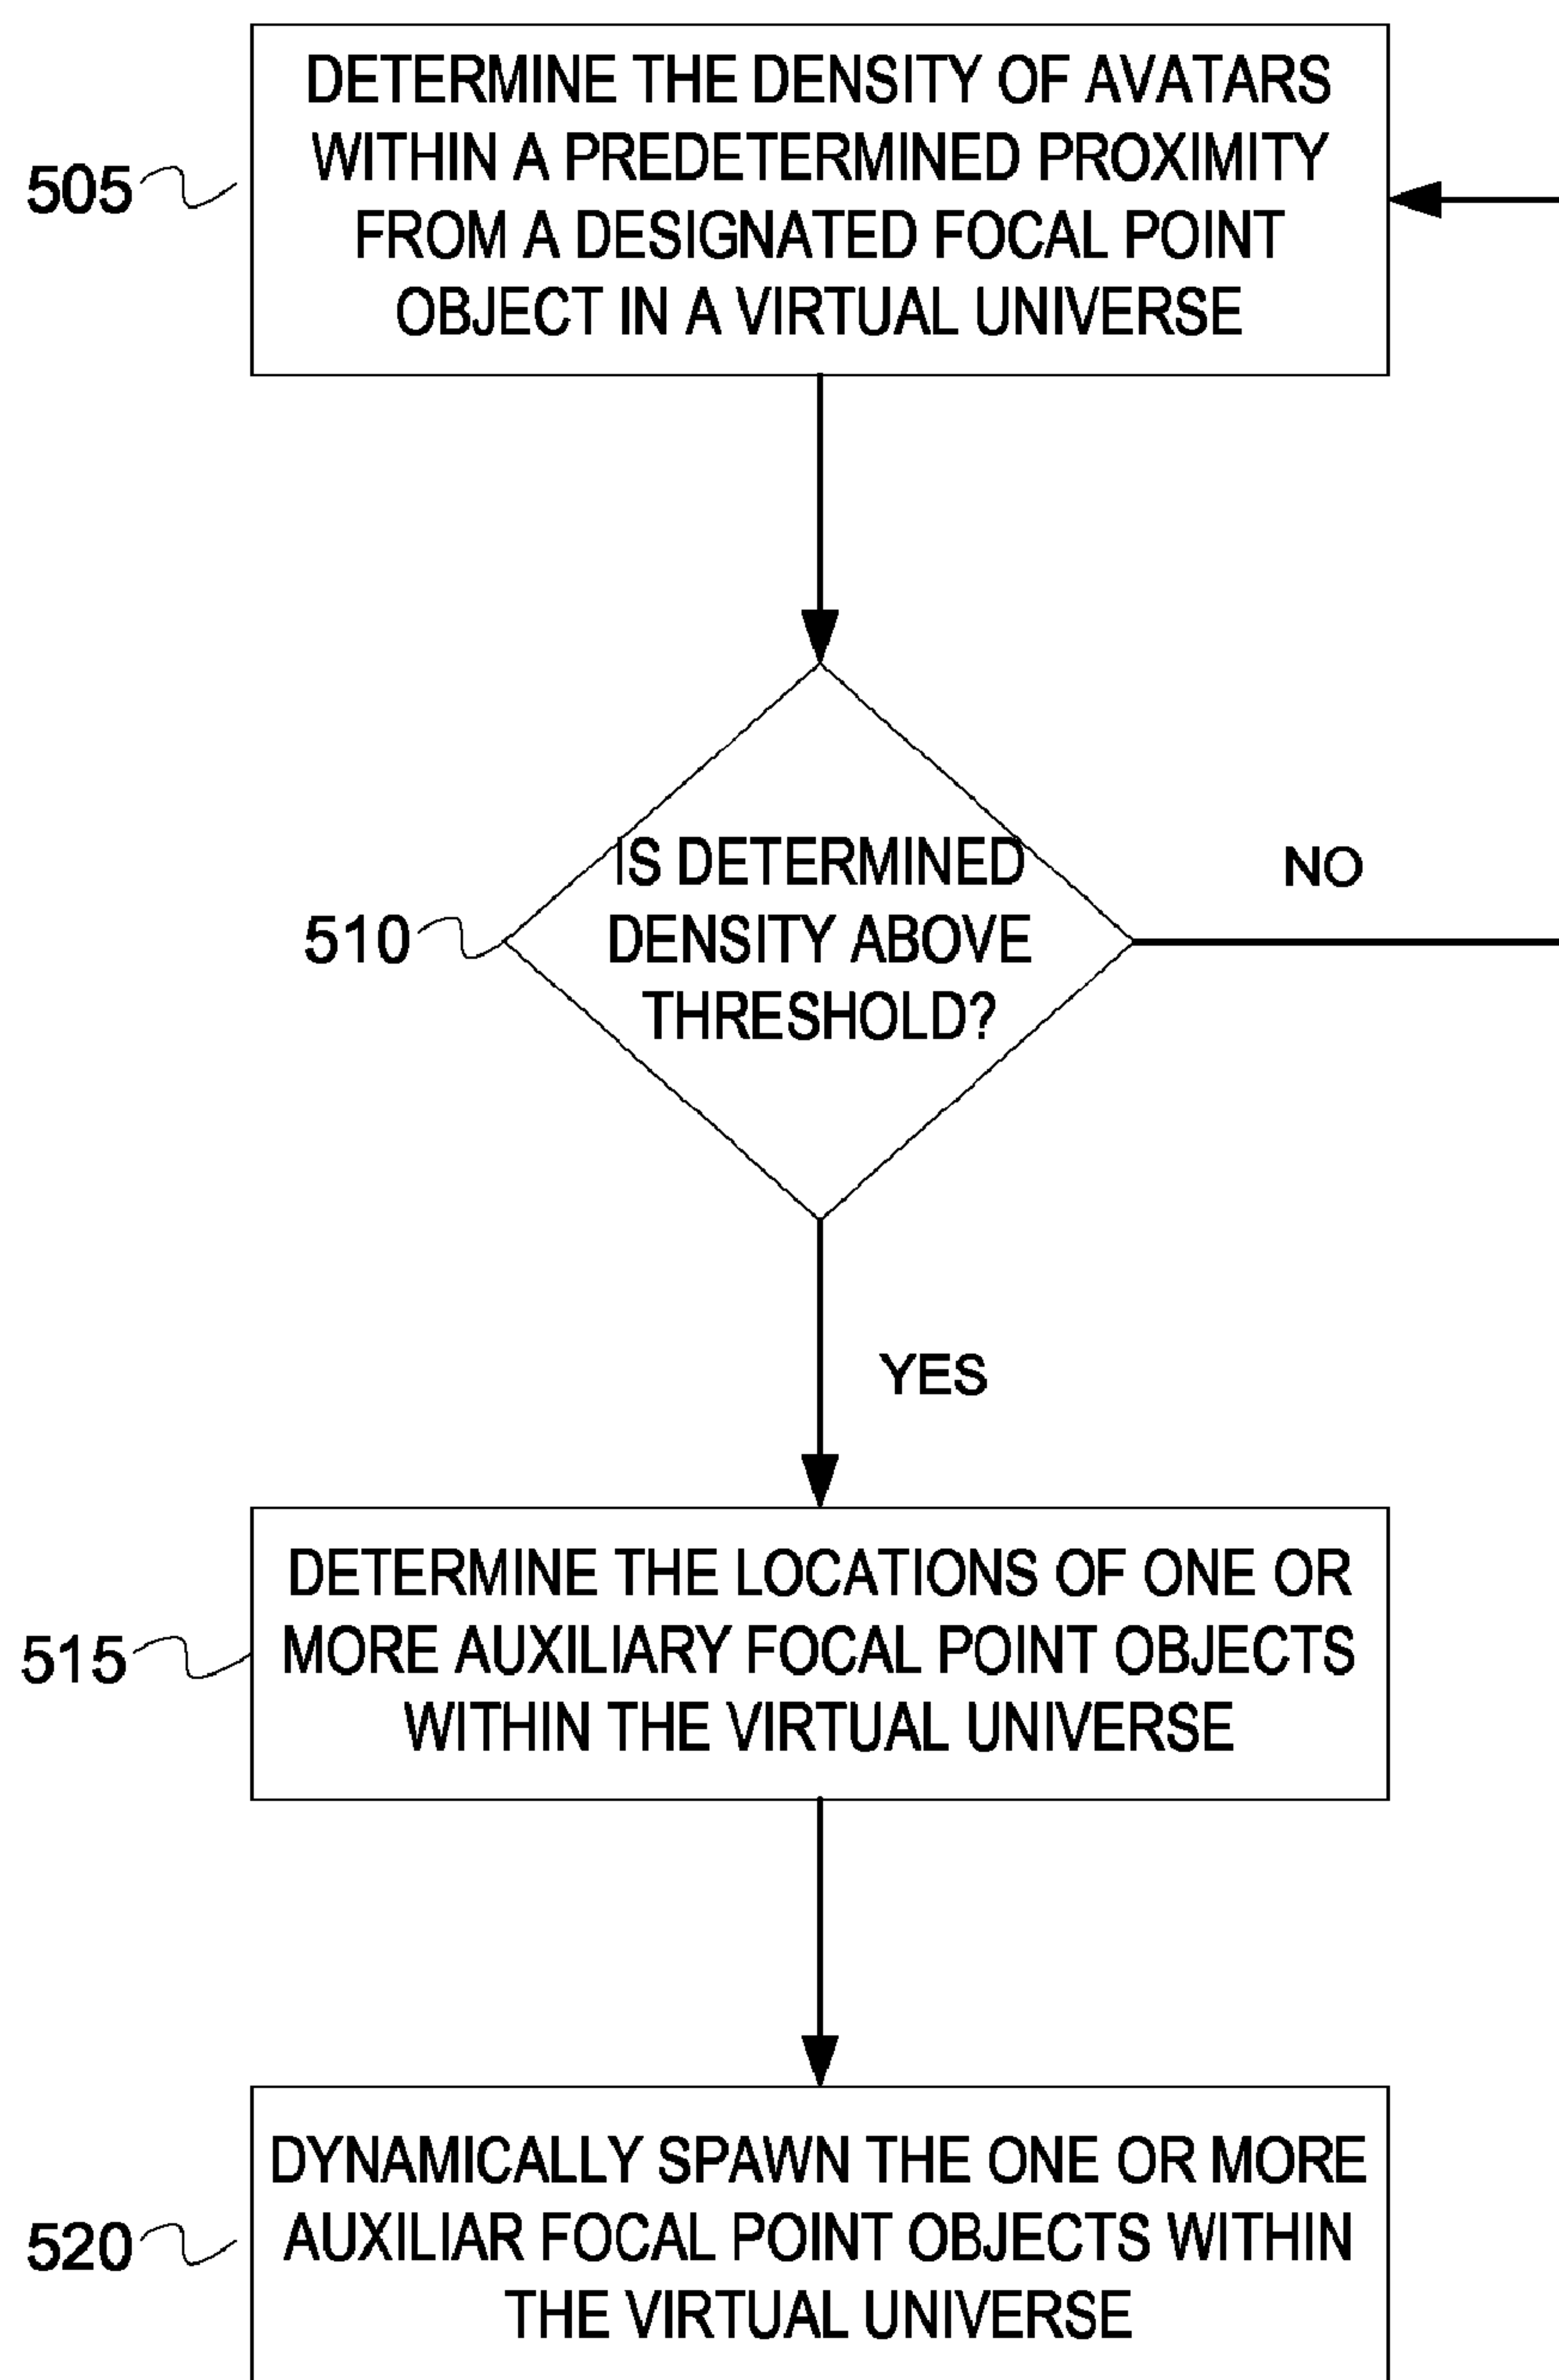 DETERMINE THE DENSITY OF AVATARS
WITHIN A PREDETERMINED PROXIMITY
FROM A DESIGNATED FOCAL POINT
OBJECT IN A VIRTUAL UNIVERSE
505
IS DETERMINED
DENSITY ABOVE
THRESHOLD?
510
NO
YES
DETERMINE THE LOCATIONS OF ONE OR
MORE AUXILIARY FOCAL POINT OBJECTS
WITHIN THE VIRTUAL UNIVERSE
515
DYNAMICALLY SPAWN THE ONE OR MORE
AUXILIAR FOCAL POINT OBJECTS WITHIN
THE VIRTUAL UNIVERSE
520